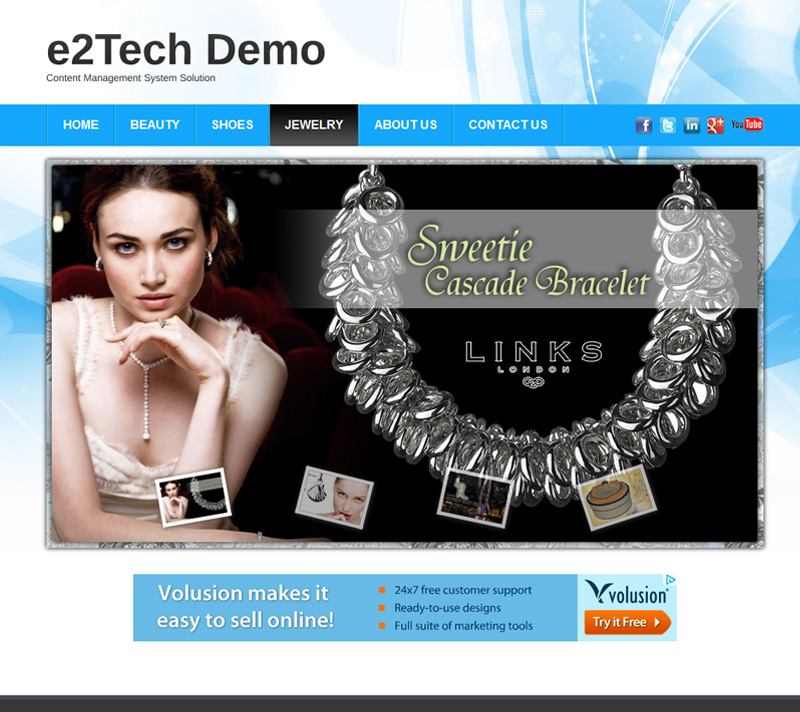 e2Tech Demo
Content Management System Solution
HOME
BEAUTY
SHOES
JEWELRY
ABOUT US
CONTACT US
f
t
in
g+
YouTube
Sweetie
Cascade Bracelet
LINKS
LONDON
Volusion makes it
easy to sell online!
24x7 free customer support
Ready-to-use designs
Full suite of marketing tools
volusion
Try it Free